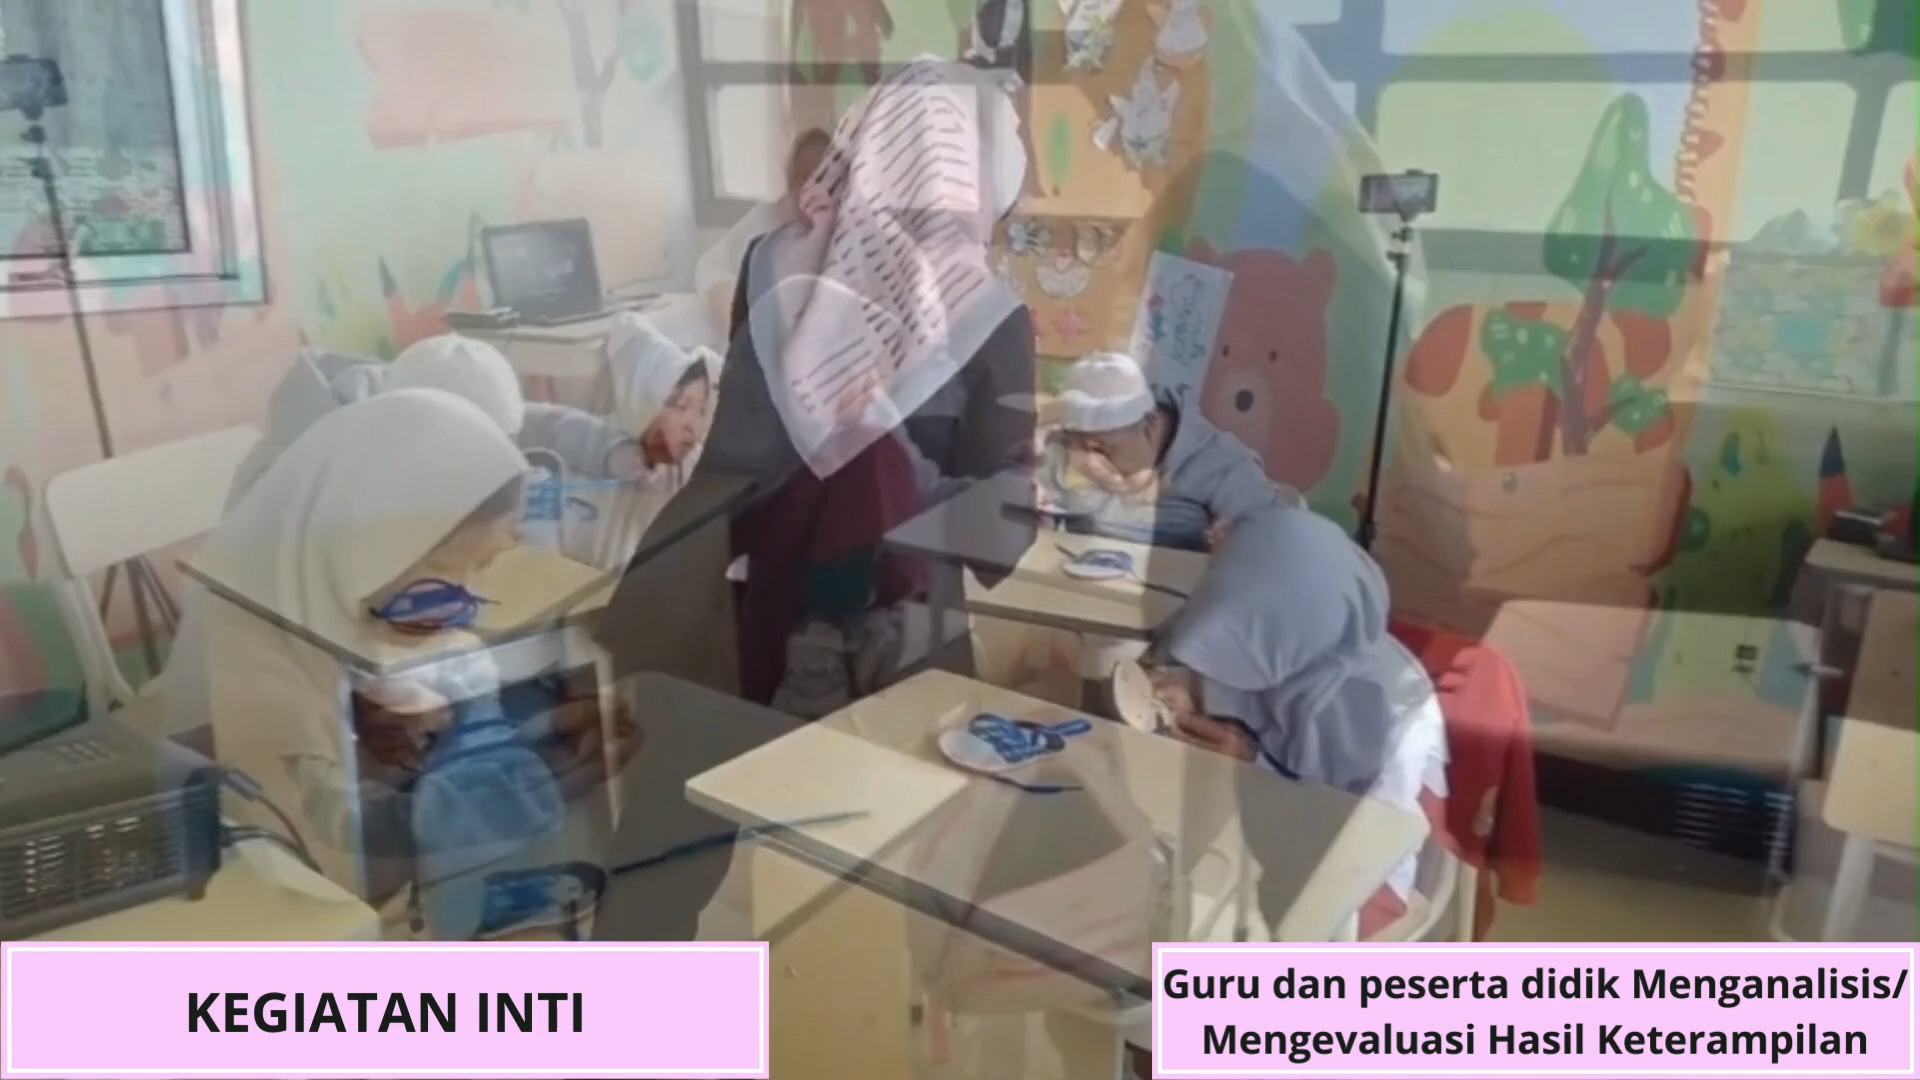 KEGIATAN INTI
Guru dan peserta didik Menganalisis/
Mengevaluasi Hasil Keterampilan